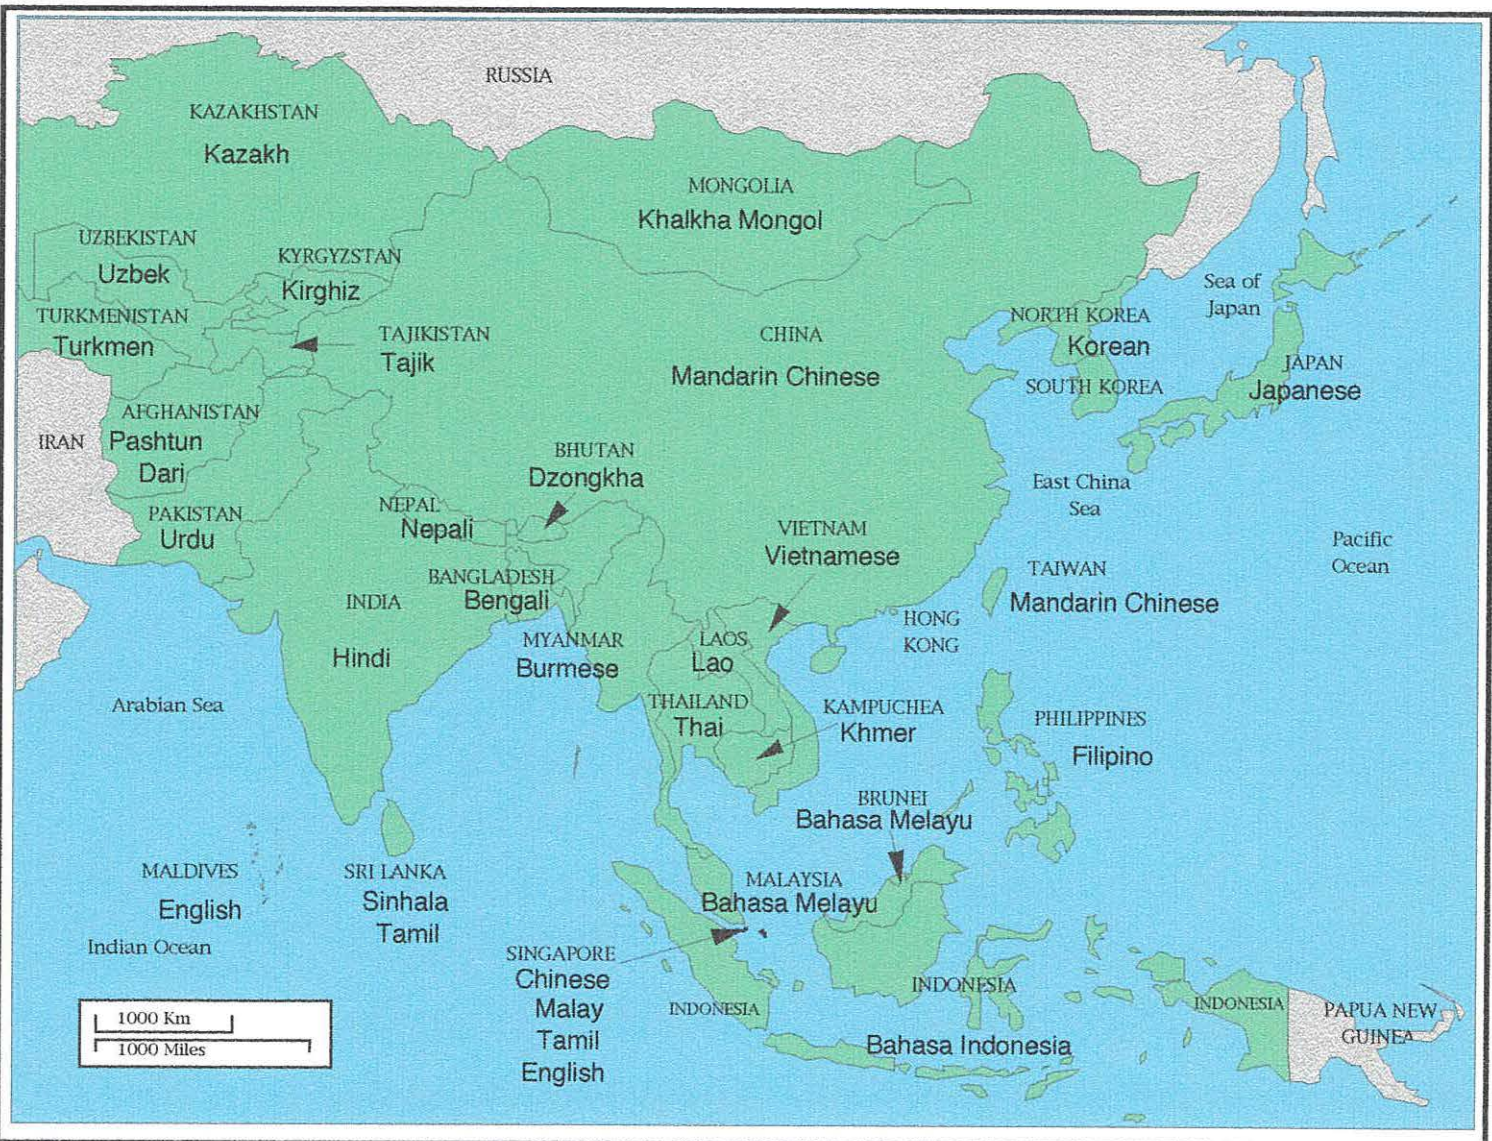 RUSSIA
KAZAKHSTAN
Kazakh
MONGOLIA
Khalkha Mongol
UZBEKISTAN
Uzbek
KYRGYZSTAN
Kirghiz
TURKMENISTAN
Turkmen
TAJIKISTAN
Tajik
CHINA
Mandarin Chinese
NORTH KOREA
Korean
SOUTH KOREA
Sea of
Japan
JAPAN
Japanese
IRAN
AFGHANISTAN
Pashtun
Dari
PAKISTAN
Urdu
BHUTAN
Dzongkha
NEPAL
Nepali
BANGLADESH
Bengali
INDIA
Hindi
MYANMAR
Burmese
VIETNAM
Vietnamese
LAOS
Lao
THAILAND
Thai
KAMPUCHEA
Khmer
East China
Sea
Pacific
Ocean
TAIWAN
Mandarin Chinese
HONG
KONG
PHILIPPINES
Filipino
Arabian Sea
MALDIVES
English
Indian Ocean
SRI LANKA
Sinhala
Tamil
BRUNEI
Bahasa Melayu
MALAYSIA
Bahasa Melayu
SINGAPORE
Chinese
Malay
Tamil
English
INDONESIA
INDONESIA
INDONESIA
Bahasa Indonesia
PAPUA NEW
GUINEA
1000 Km
1000 Miles